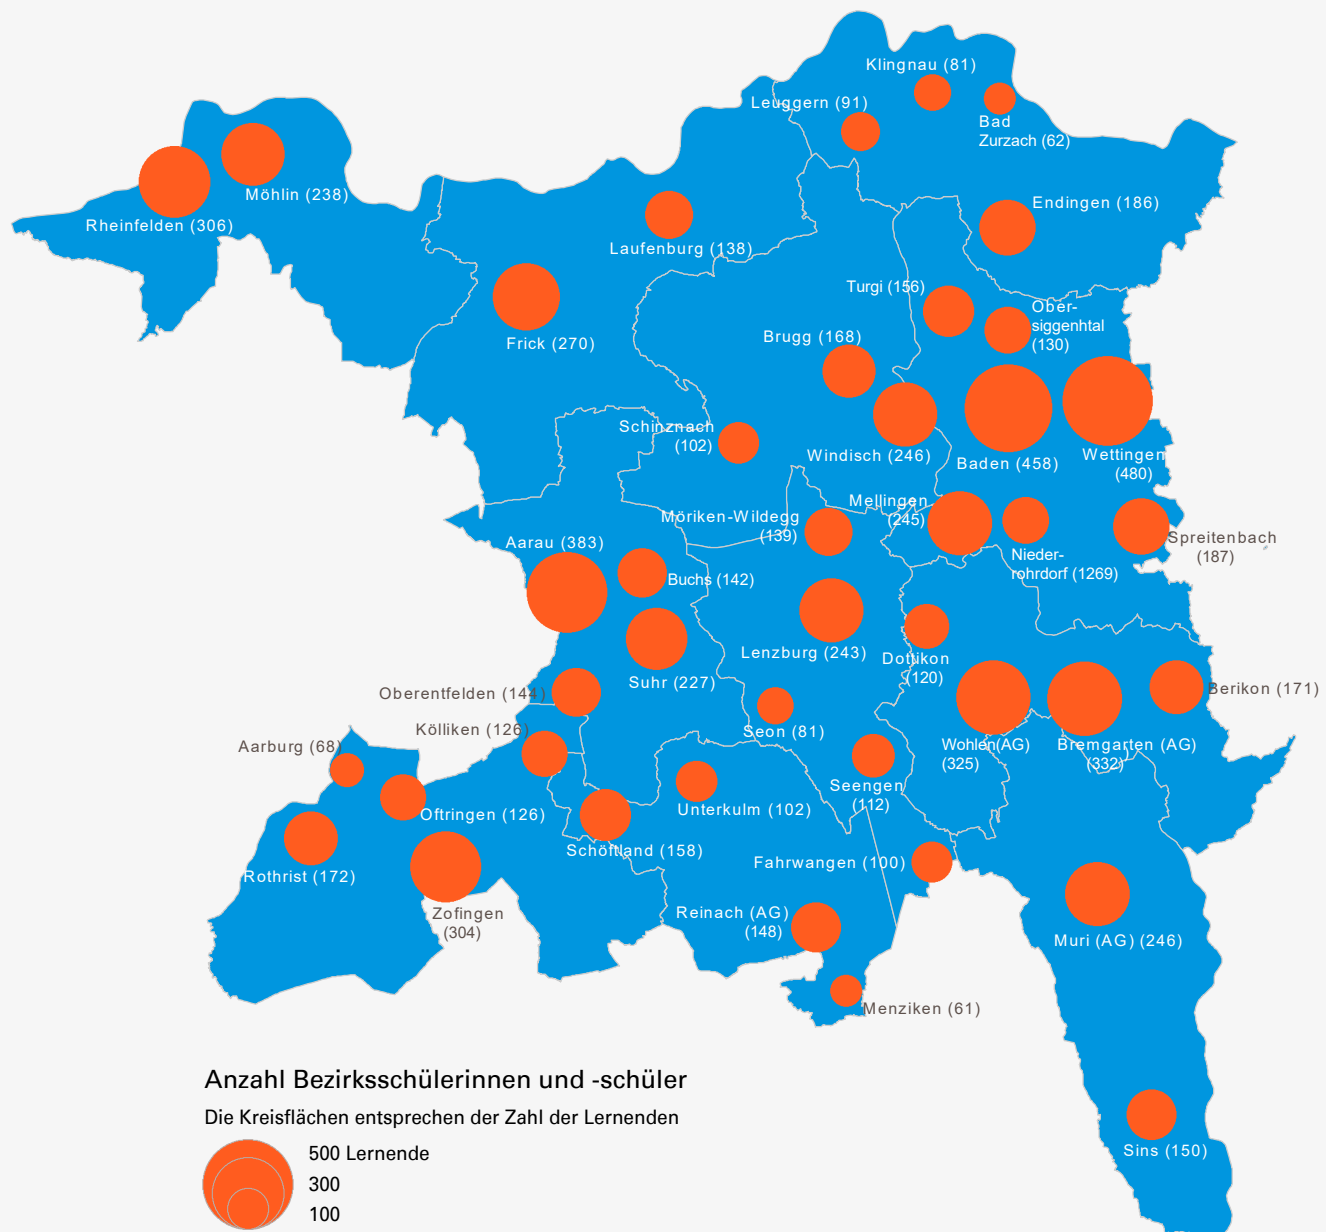 Klingnau (81)
Leuggern (91)
Bad
Zurzach (62)
Möhlin (238)
Rheinfelden (306)
Endingen (186)
Laufenburg (138)
Turgi (156)
Ober-
siggenhtal
(130)
Frick (270)
Brugg (168)
Schinznach
(102)
Windisch (246)
Baden (458)
Wettingen
(480)
Mellingen
(245)
Möriken-Wildegg
(139)
Spreitenbach
(187)
Nieder-
rohrdorf (1269)
Aarau (383)
Buchs (142)
Lenzburg (243)
Dottikon
(120)
Suhr (227)
Oberentfelden (144)
Berikon (171)
Kölliken (126)
Seon (81)
Wohlen(AG)
(325)
Bremgarten (AG)
(332)
Aarburg (68)
Seengen
(112)
Unterkulm (102)
Oftringen (126)
Schöftland (158)
Fahrwangen (100)
Rothrist (172)
Zofingen
(304)
Reinach (AG)
(148)
Muri (AG) (246)
Menziken (61)
Sins (150)
Anzahl Bezirksschülerinnen und -schüler
Die Kreisflächen entsprechen der Zahl der Lernenden
500 Lernende
300
100